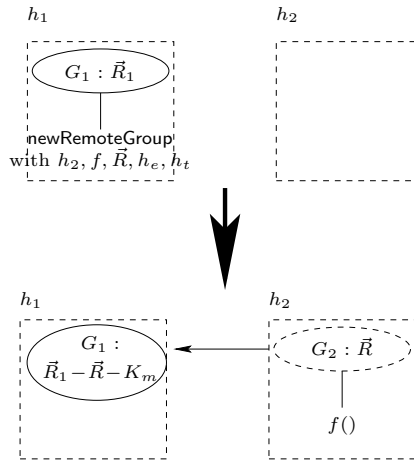 h₁ h₂
G₁ : R⃗₁
newRemoteGroup
with h₂, f, R⃗, hₑ, hₜ
h₁ h₂
G₁ :
R⃗₁−R⃗−Kₘ
G₂ : R⃗
f()